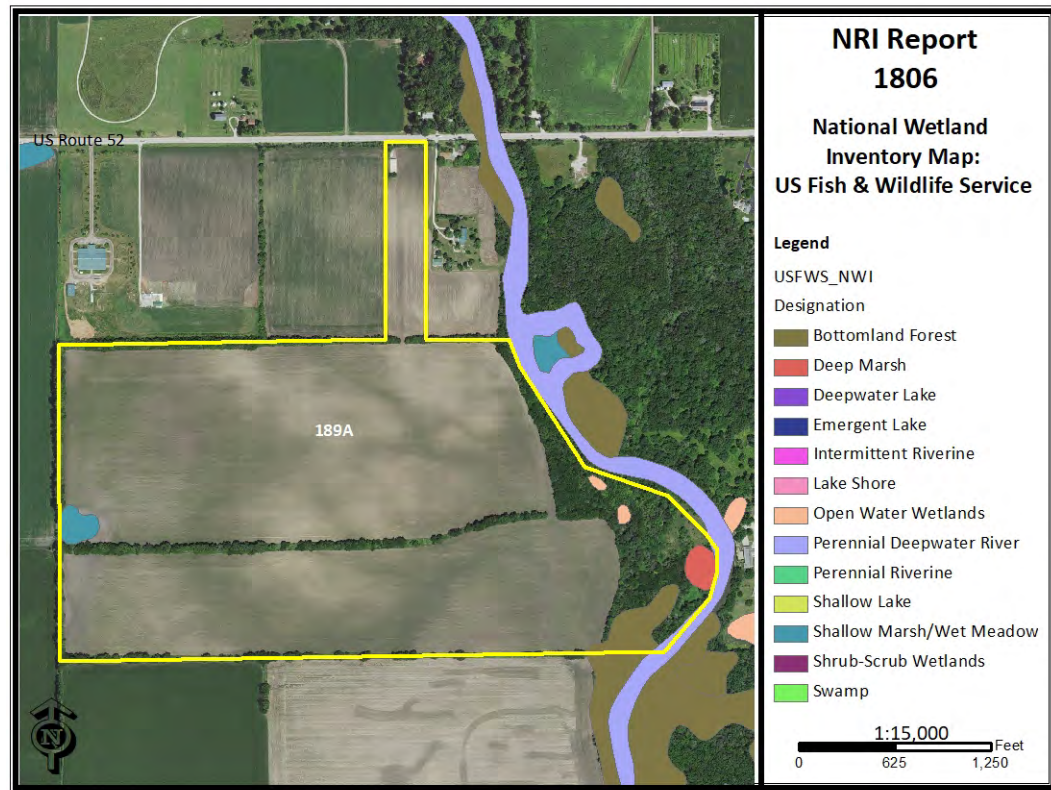 US Route 52
189A
N
NRI Report
1806
National Wetland
Inventory Map:
US Fish & Wildlife Service
Legend
USFWS_NWI
Designation
Bottomland Forest
Deep Marsh
Deepwater Lake
Emergent Lake
Intermittent Riverine
Lake Shore
Open Water Wetlands
Perennial Deepwater River
Perennial Riverine
Shallow Lake
Shallow Marsh/Wet Meadow
Shrub-Scrub Wetlands
Swamp
1:15,000
Feet
0 625 1,250